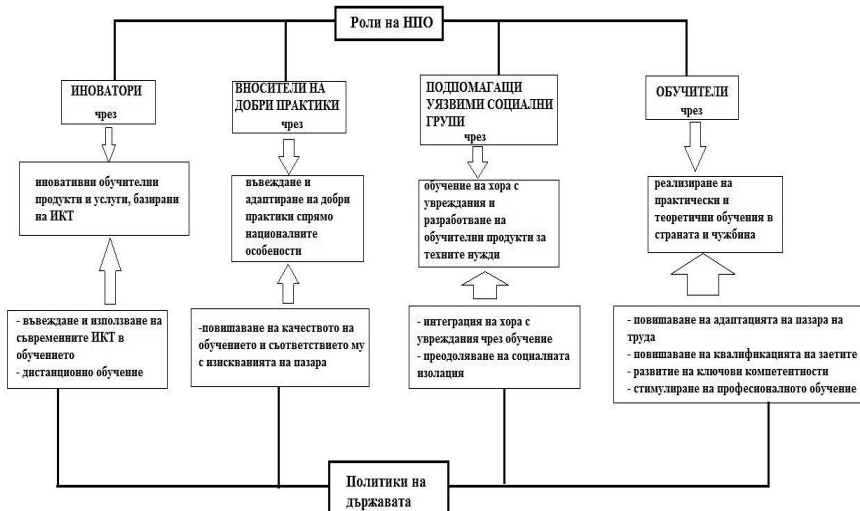 Роли на НПО
ИНОВАТОРИ
чрез
ВНОСИТЕЛИ НА
ДОБРИ ПРАКТИКИ
чрез
ПОДПОМАГАЩИ
УЯЗВИМИ СОЦИАЛНИ
ГРУПИ
чрез
ОБУЧИТЕЛИ
чрез
иновативни обучителни
продукти и услуги, базирани
на ИКТ
въвеждане и
адаптиране на добри
практики спрямо
националните
особености
обучение на хора с
увреждания и
разработване на
обучителни продукти за
техните нужди
реализиране на
практически и
теоретични обучения в
страната и чужбина
- въвеждане и използване на
съвременните ИКТ в
обучението
- дистанционно обучение
-повишаване на качеството на
обучението и съответствието му
с изискванията на пазара
- интеграция на хора с
увреждания чрез обучение
- преодоляване на социалната
изолация
- повишаване на адаптацията на пазара на
труда
- повишаване на квалификацията на заетите
- развитие на ключови компетентности
- стимулиране на професионалното обучение
Политики на
държавата